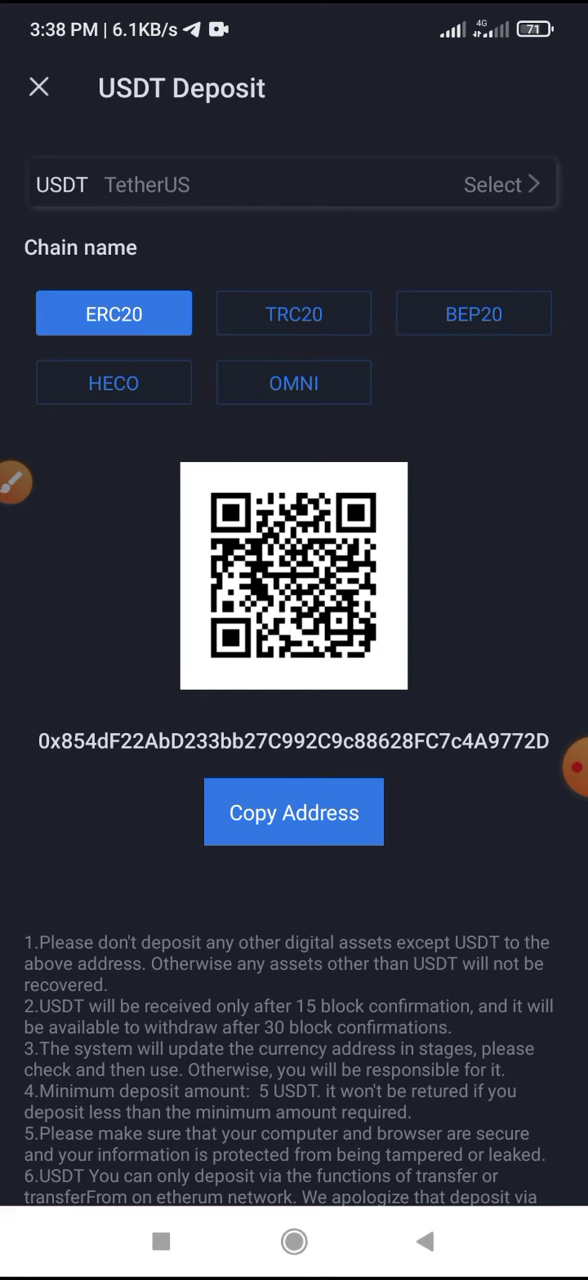 3:38 PM | 6.1KB/s
4G
71
USDT Deposit
USDT TetherUS Select
Chain name
ERC20 TRC20 BEP20
HECO OMNI
0x854dF22AbD233bb27C992C9c88628FC7c4A9772D
Copy Address
1.Please don't deposit any other digital assets except USDT to the
above address. Otherwise any assets other than USDT will not be
recovered.
2.USDT will be received only after 15 block confirmation, and it will
be available to withdraw after 30 block confirmations.
3.The system will update the currency address in stages, please
check and then use. Otherwise, you will be responsible for it.
4.Minimum deposit amount: 5 USDT. it won't be retured if you
deposit less than the minimum amount required.
5.Please make sure that your computer and browser are secure
and your information is protected from being tampered or leaked.
6.USDT You can only deposit via the functions of transfer or
transferFrom on etherum network. We apologize that deposit via